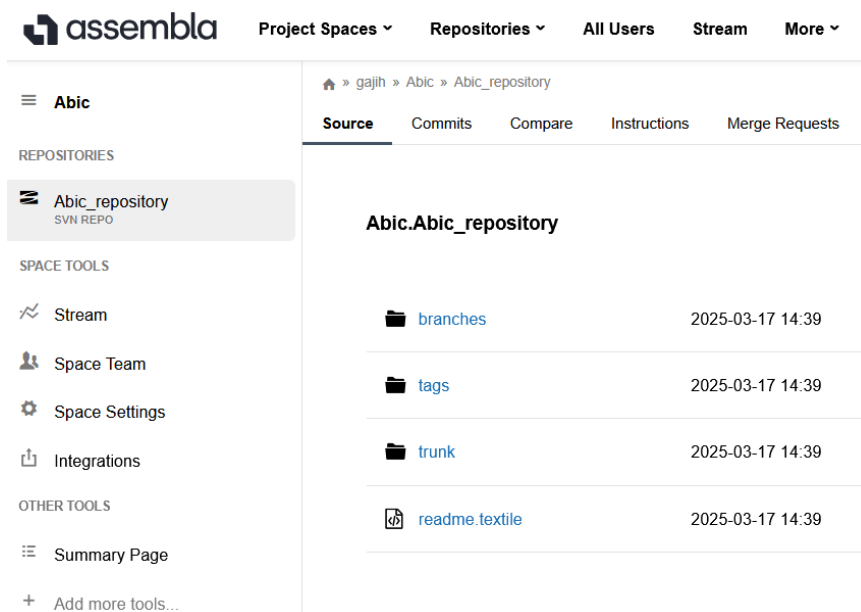 assembla
Project Spaces
Repositories
All Users
Stream
More
Abic
REPOSITORIES
Abic_repository
SVN REPO
SPACE TOOLS
Stream
Space Team
Space Settings
Integrations
OTHER TOOLS
Summary Page
Add more tools...
» gajih » Abic » Abic_repository
Source
Commits
Compare
Instructions
Merge Requests
Abic.Abic_repository
branches 2025-03-17 14:39
tags 2025-03-17 14:39
trunk 2025-03-17 14:39
readme.textile 2025-03-17 14:39